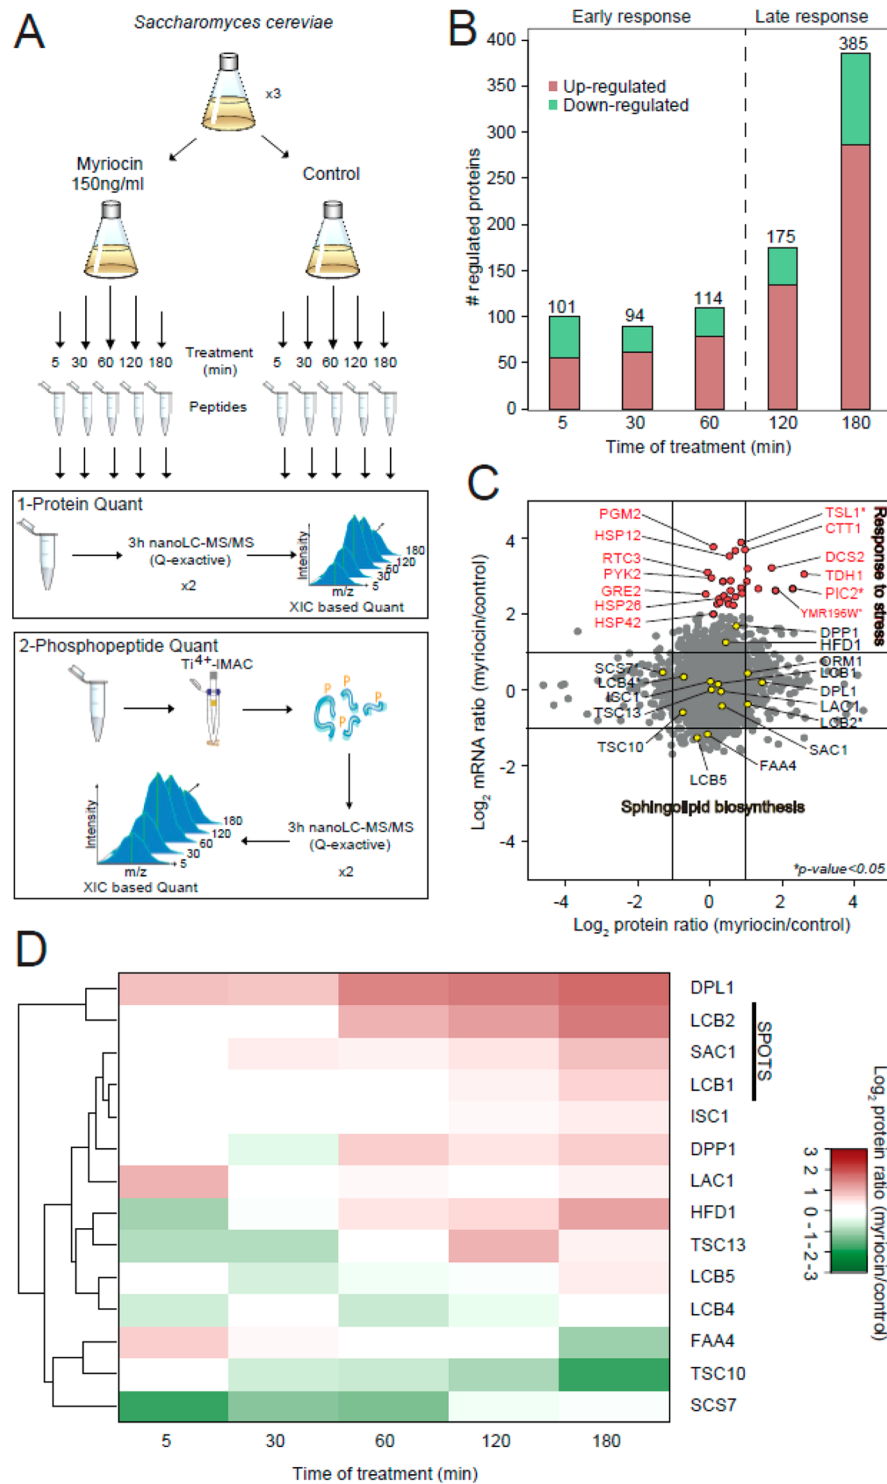 A
Saccharomyces cereviae
x3
Myriocin
150ng/ml
Control
5 30 60 120 180
Treatment
(min)
5 30 60 120 180
Peptides
1-Protein Quant
3h nanoLC-MS/MS
(Q-exactive)
x2
Intensity
m/z
180
120
60
30
5
XIC based Quant
2-Phosphopeptide Quant
Ti4+-IMAC
P
P
P
P
3h nanoLC-MS/MS
(Q-exactive)
x2
Intensity
m/z
180
120
60
30
5
XIC based Quant
B
Early response
Late response
Up-regulated
Down-regulated
# regulated proteins
400
350
300
250
200
150
100
50
0
101
94
114
175
385
5 30 60 120 180
Time of treatment (min)
C
Log2 mRNA ratio (myriocin/control)
4
2
0
-2
-4
PGM2
HSP12
RTC3
PYK2
GRE2
HSP26
HSP42
TSL1*
CTT1
DCS2
TDH1
PIC2*
YMR196W*
Response to stress
DPP1
HFD1
ORM1
LCB1
DPL1
LAC1
LCB2*
SAC1
FAA4
LCB5
TSC10
SCS7*
LCB4*
ISC1
TSC13
Sphingolipid biosynthesis
*p-value<0.05
-4 -2 0 2 4
Log2 protein ratio (myriocin/control)
D
DPL1
LCB2
SAC1
LCB1
ISC1
DPP1
LAC1
HFD1
TSC13
LCB5
LCB4
FAA4
TSC10
SCS7
SPOTS
5 30 60 120 180
Time of treatment (min)
3
2
1
0
-1
-2
-3
Log2 protein ratio (myriocin/control)